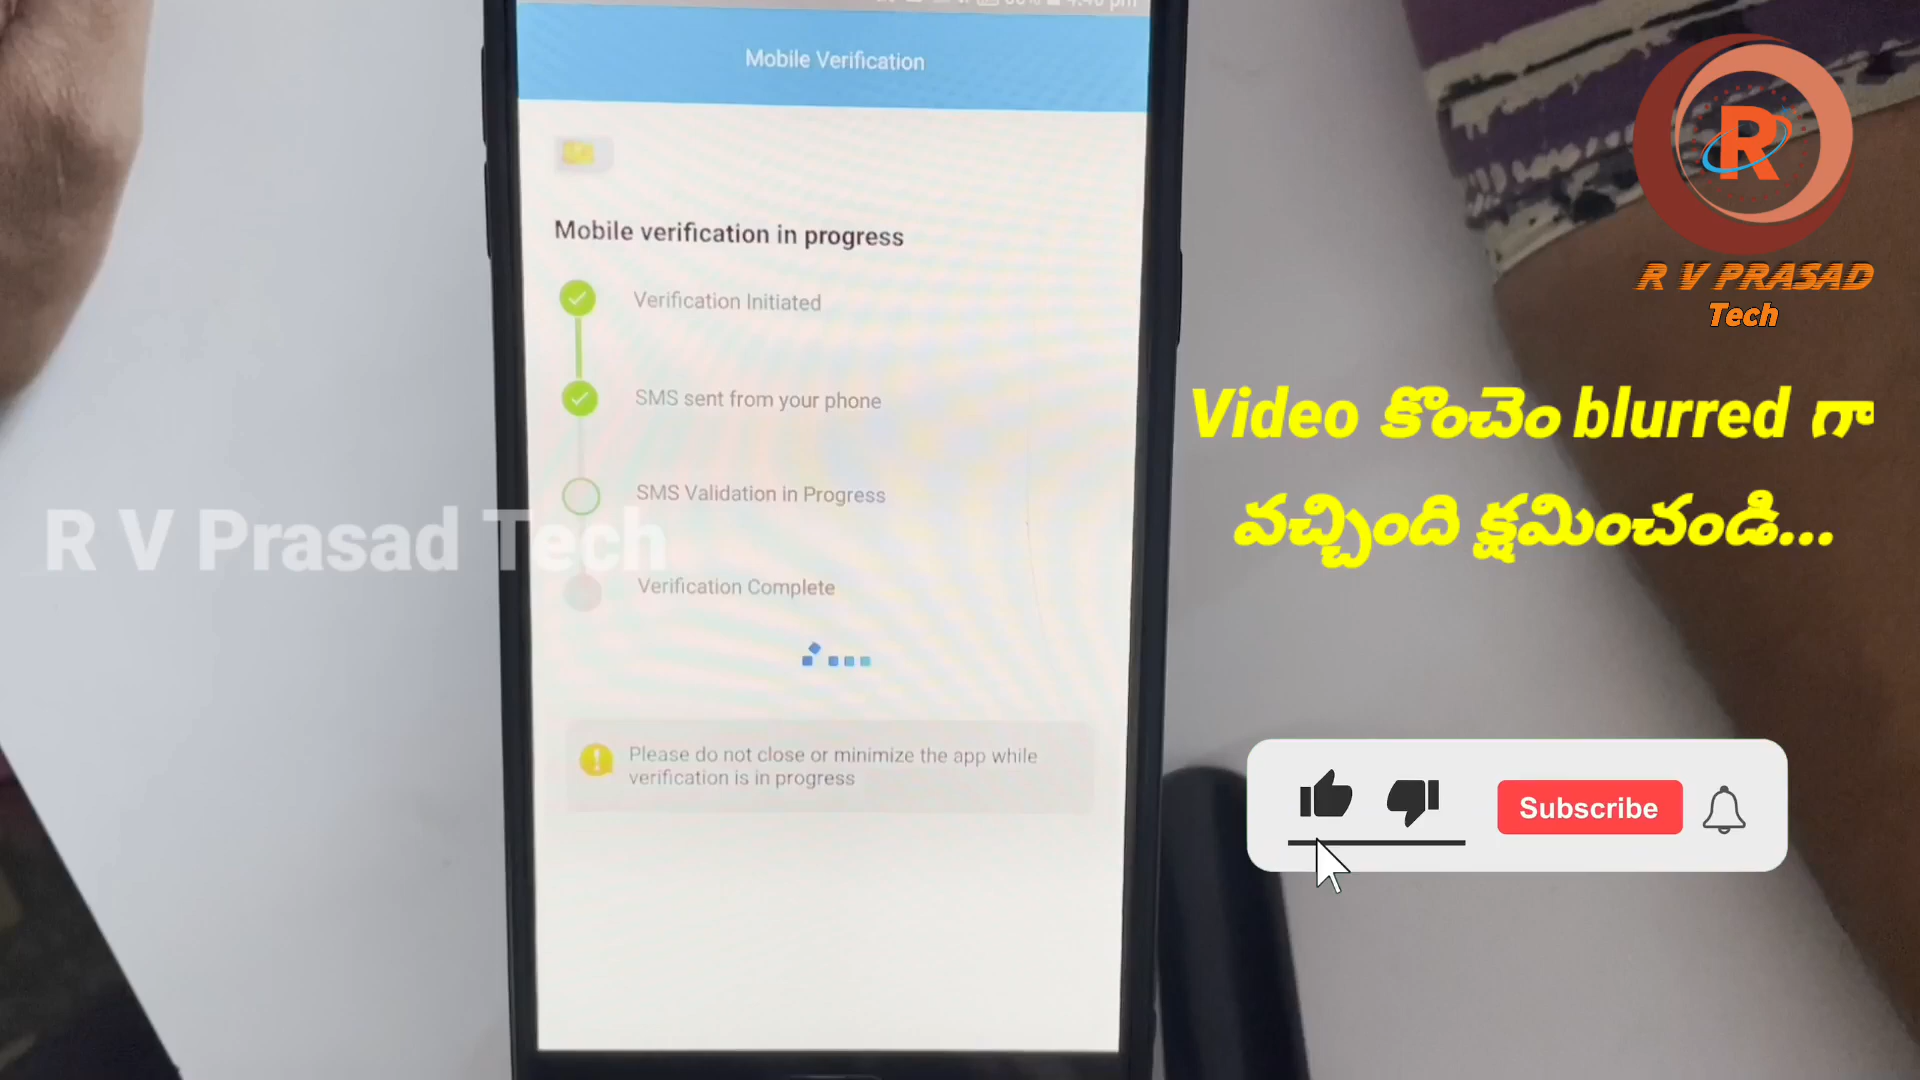 Mobile Verification
Mobile verification in progress
Verification Initiated
SMS sent from your phone
SMS Validation in Progress
Verification Complete
Please do not close or minimize the app while
verification is in progress
R V Prasad Tech
R
R V PRASAD
Tech
Video కొంచెం blurred గా
వచ్చింది క్షమించండి...
Subscribe